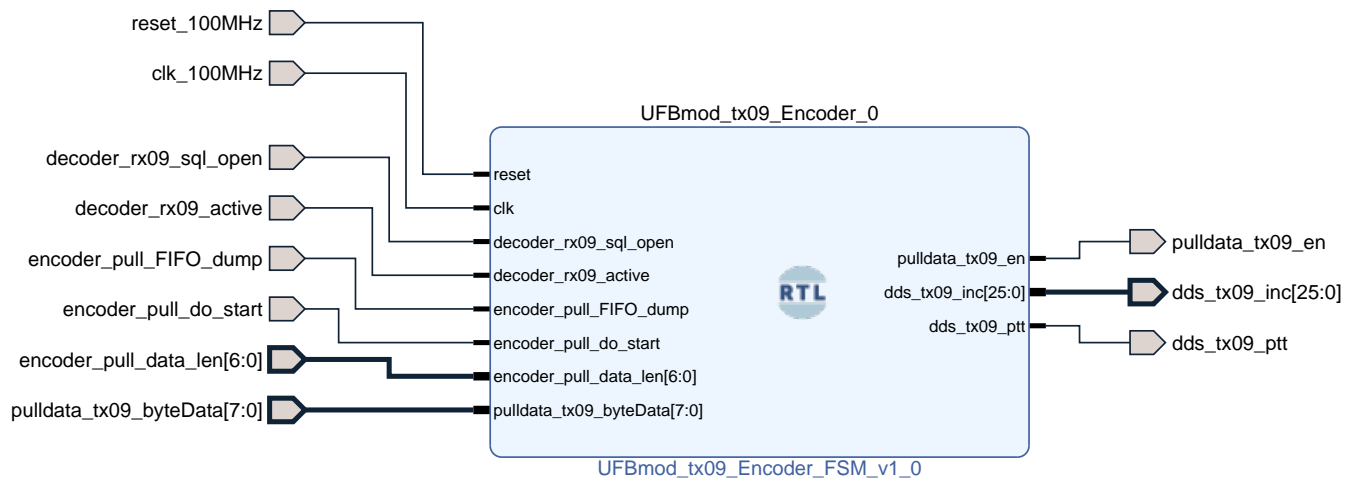 reset_100MHz
clk_100MHz
decoder_rx09_sql_open
decoder_rx09_active
encoder_pull_FIFO_dump
encoder_pull_do_start
encoder_pull_data_len[6:0]
pulldata_tx09_byteData[7:0]
UFBmod_tx09_Encoder_0
reset
clk
decoder_rx09_sql_open
decoder_rx09_active
encoder_pull_FIFO_dump
encoder_pull_do_start
encoder_pull_data_len[6:0]
pulldata_tx09_byteData[7:0]
RTL
pulldata_tx09_en
dds_tx09_inc[25:0]
dds_tx09_ptt
UFBmod_tx09_Encoder_FSM_v1_0
pulldata_tx09_en
dds_tx09_inc[25:0]
dds_tx09_ptt